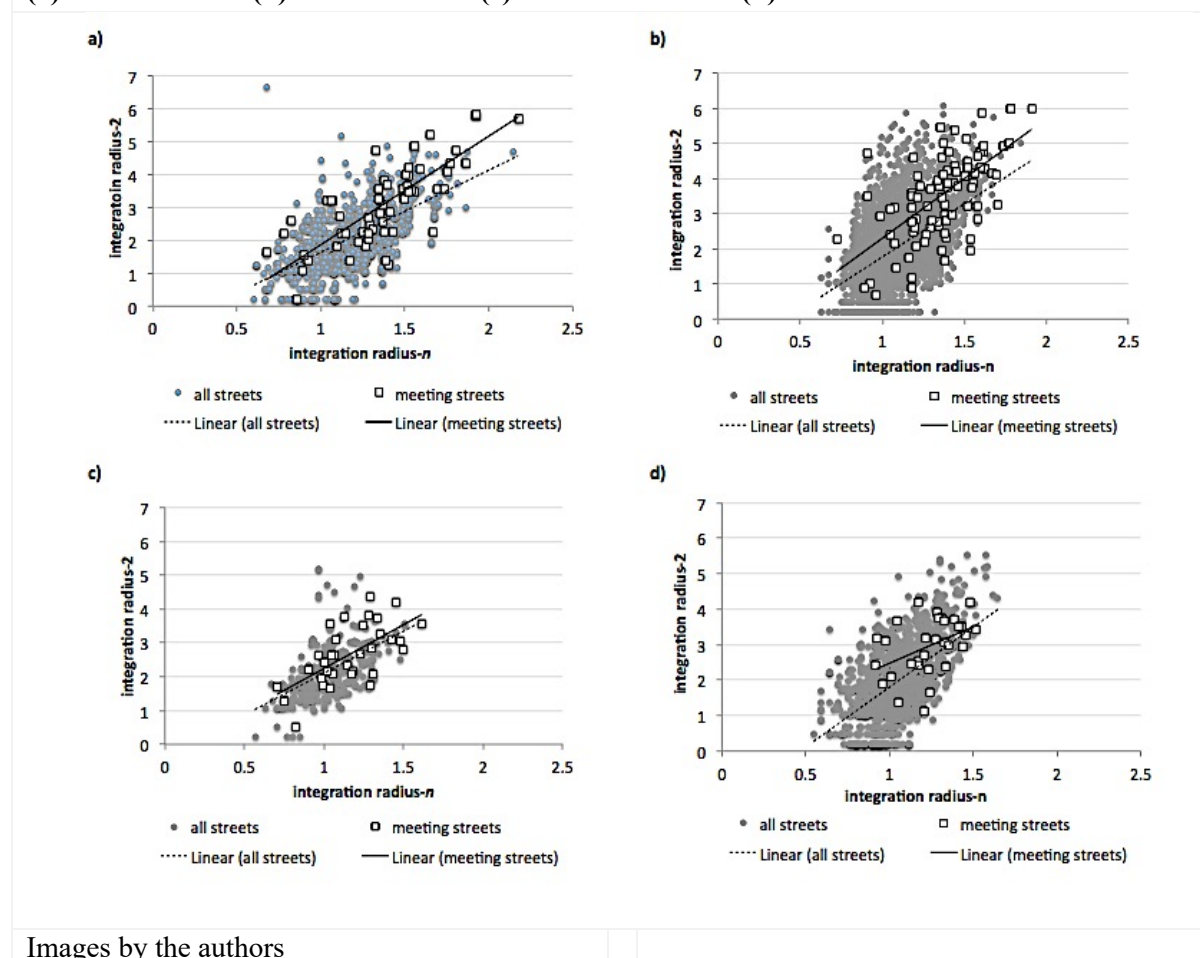 a)
7
6
5
4
3
2
1
0
integratoin radius-2
0 0.5 1 1.5 2 2.5
integration radius-n
all streets meeting streets
Linear (all streets) Linear (meeting streets)
b)
7
6
5
4
3
2
1
0
integration radius-2
0 0.5 1 1.5 2 2.5
integration radius-n
all streets meeting streets
Linear (all streets) Linear (meeting streets)
c)
7
6
5
4
3
2
1
0
integration radius-2
0 0.5 1 1.5 2 2.5
integration radius-n
all streets meeting streets
Linear (all streets) Linear (meeting streets)
d)
7
6
5
4
3
2
1
0
integration radius-2
0 0.5 1 1.5 2 2.5
integration radius-n
all streets meeting streets
Linear (all streets) Linear (meeting streets)
Images by the authors